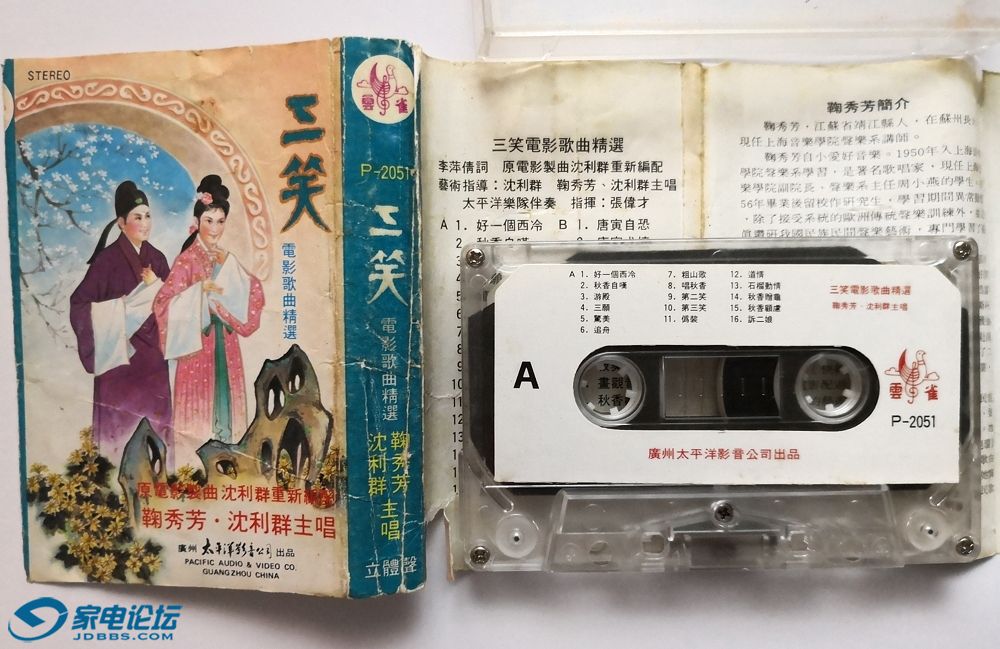 STEREO
三笑
電影歌曲精選
原電影製曲 沈利群重新編配
鞠秀芳·沈利群主唱
廣州 太平洋影音公司 出品
PACIFIC AUDIO & VIDEO CO.
GUANGZHOU CHINA
雲雀
P-2051
三笑
電影歌曲精選
鞠秀芳
沈利群
主唱
立體聲
三笑電影歌曲精選
李萍倩詞 原電影製曲沈利群重新編配
藝術指導:沈利群 鞠秀芳、沈利群主唱
太平洋樂隊伴奏 指揮:張偉才
A 1. 好一個西冷 B 1. 唐寅自恐
鞠秀芳簡介
鞠秀芳,江蘇省靖江縣人,在蘇州長
現任上海音樂學院聲樂系講師。
鞠秀芳自小愛好音樂。1950年入上海
學院聲樂系學習,是著名歌唱家,現任上海
樂學院副院長、聲樂系主任周小燕的學生。
56年畢業後留校作研究生,學習期間異常
,除了接受系統的歐洲傳統聲樂訓練外,
A 1. 好一個西冷
2. 秋香自嘆
3. 游殿
4. 三願
5. 驚美
6. 追舟
7. 粗山歌
8. 唱秋香
9. 第二笑
10. 第三笑
11. 僞裝
12. 道情
13. 石榴動情
14. 秋香贈龜
15. 秋香顧慮
16. 訴二娘
三笑電影歌曲精選
鞠秀芳·沈利群主唱
A
雲雀
P-2051
廣州太平洋影音公司出品
家电论坛
JDBBS.COM